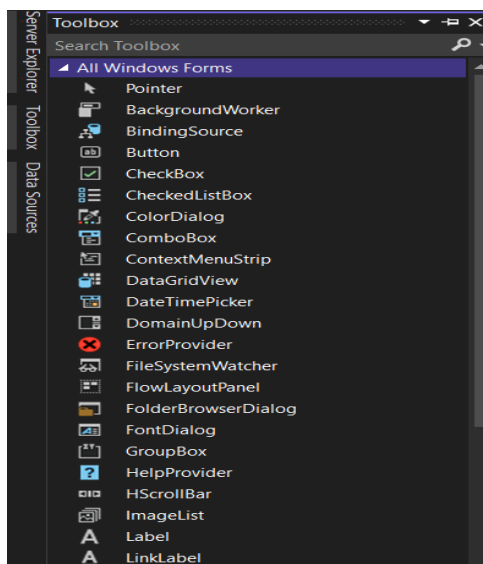 Server Explorer
Toolbox
Data Sources
Toolbox
Search Toolbox
All Windows Forms
Pointer
BackgroundWorker
BindingSource
Button
CheckBox
CheckedListBox
ColorDialog
ComboBox
ContextMenuStrip
DataGridView
DateTimePicker
DomainUpDown
ErrorProvider
FileSystemWatcher
FlowLayoutPanel
FolderBrowserDialog
FontDialog
GroupBox
HelpProvider
HScrollBar
ImageList
Label
LinkLabel